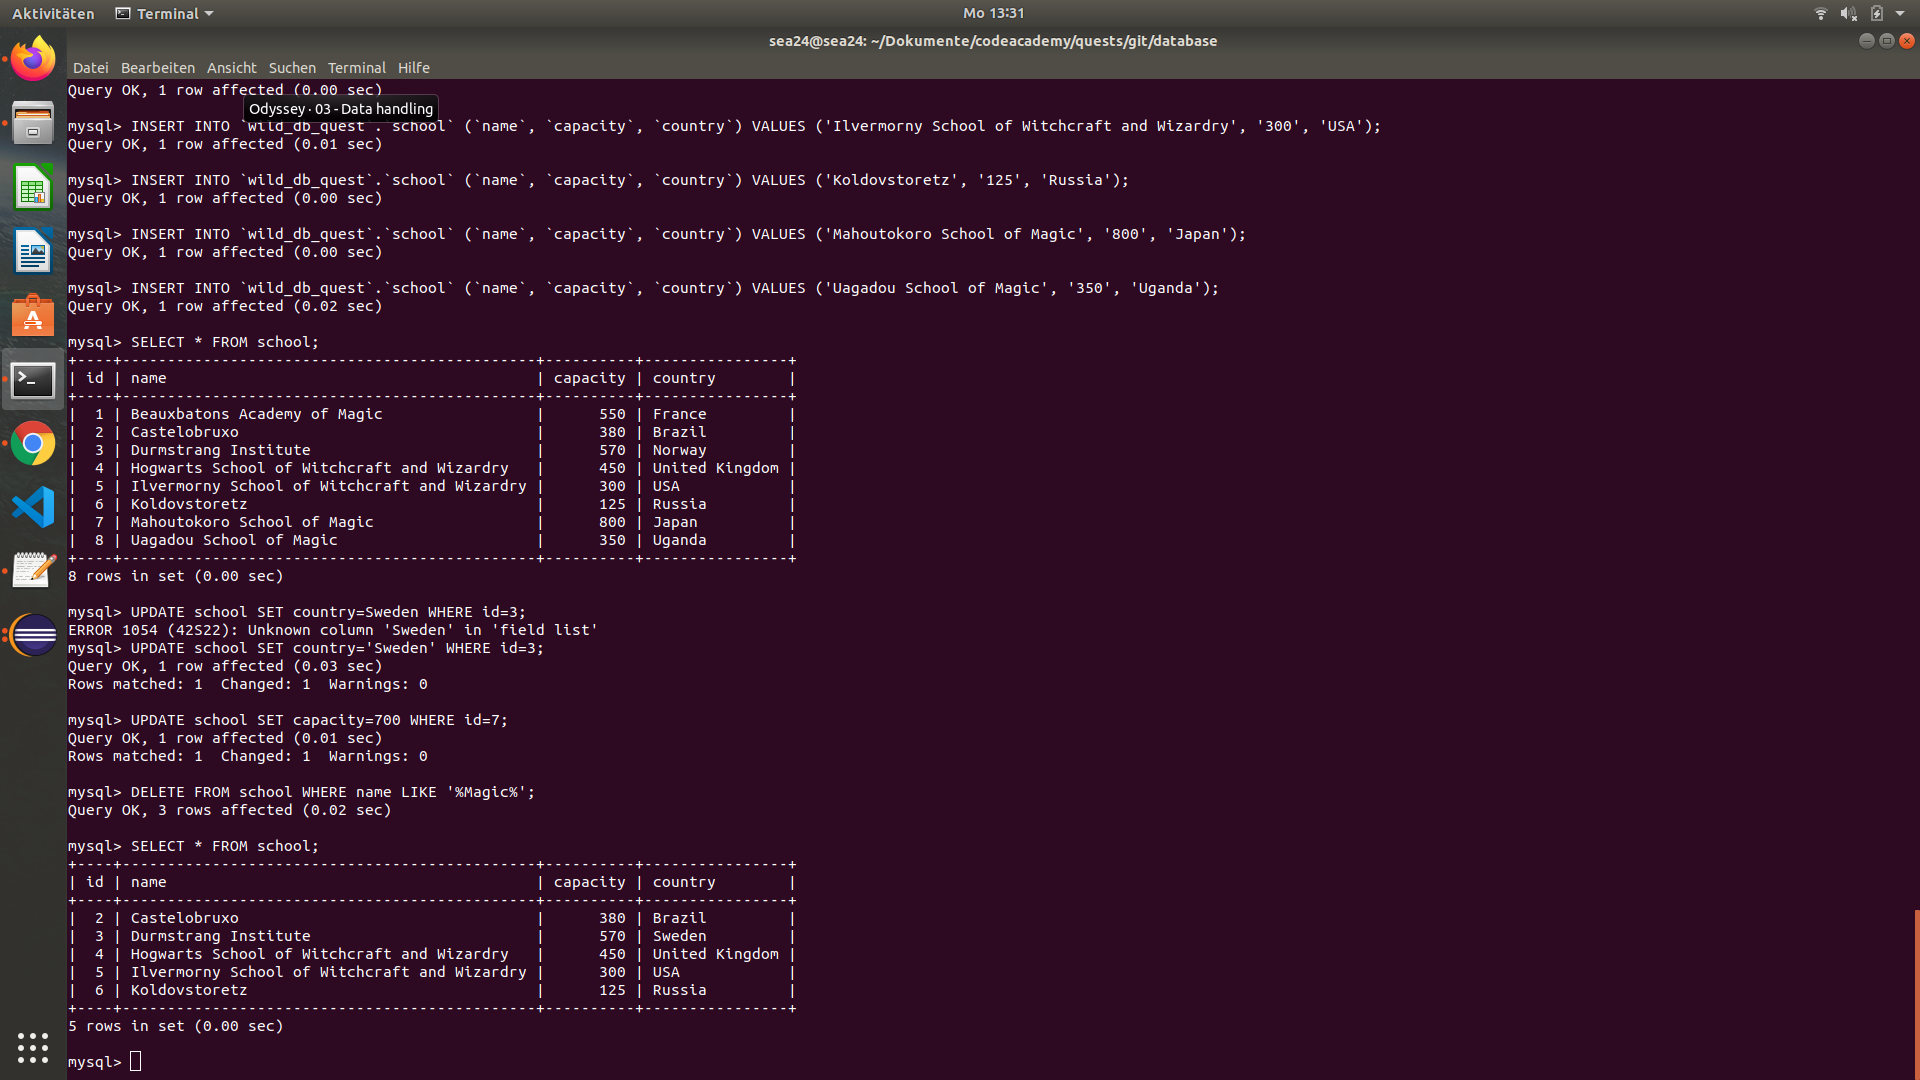 Aktivitäten Terminal Mo 13:31
sea24@sea24: ~/Dokumente/codeacademy/quests/git/database
Datei Bearbeiten Ansicht Suchen Terminal Hilfe
Query OK, 1 row affected (0.00 sec)
Odyssey · 03 - Data handling
mysql> INSERT INTO `wild_db_quest`.`school` (`name`, `capacity`, `country`) VALUES ('Ilvermorny School of Witchcraft and Wizardry', '300', 'USA');
Query OK, 1 row affected (0.01 sec)
mysql> INSERT INTO `wild_db_quest`.`school` (`name`, `capacity`, `country`) VALUES ('Koldovstoretz', '125', 'Russia');
Query OK, 1 row affected (0.00 sec)
mysql> INSERT INTO `wild_db_quest`.`school` (`name`, `capacity`, `country`) VALUES ('Mahoutokoro School of Magic', '800', 'Japan');
Query OK, 1 row affected (0.00 sec)
mysql> INSERT INTO `wild_db_quest`.`school` (`name`, `capacity`, `country`) VALUES ('Uagadou School of Magic', '350', 'Uganda');
Query OK, 1 row affected (0.02 sec)
mysql> SELECT * FROM school;
+----+----------------------------------------------+----------+----------------+
| id | name                                         | capacity | country        |
+----+----------------------------------------------+----------+----------------+
|  1 | Beauxbatons Academy of Magic                 |      550 | France         |
|  2 | Castelobruxo                                 |      380 | Brazil         |
|  3 | Durmstrang Institute                         |      570 | Norway         |
|  4 | Hogwarts School of Witchcraft and Wizardry   |      450 | United Kingdom |
|  5 | Ilvermorny School of Witchcraft and Wizardry |      300 | USA            |
|  6 | Koldovstoretz                                |      125 | Russia         |
|  7 | Mahoutokoro School of Magic                  |      800 | Japan          |
|  8 | Uagadou School of Magic                      |      350 | Uganda         |
+----+----------------------------------------------+----------+----------------+
8 rows in set (0.00 sec)
mysql> UPDATE school SET country=Sweden WHERE id=3;
ERROR 1054 (42S22): Unknown column 'Sweden' in 'field list'
mysql> UPDATE school SET country='Sweden' WHERE id=3;
Query OK, 1 row affected (0.03 sec)
Rows matched: 1  Changed: 1  Warnings: 0
mysql> UPDATE school SET capacity=700 WHERE id=7;
Query OK, 1 row affected (0.01 sec)
Rows matched: 1  Changed: 1  Warnings: 0
mysql> DELETE FROM school WHERE name LIKE '%Magic%';
Query OK, 3 rows affected (0.02 sec)
mysql> SELECT * FROM school;
+----+----------------------------------------------+----------+----------------+
| id | name                                         | capacity | country        |
+----+----------------------------------------------+----------+----------------+
|  2 | Castelobruxo                                 |      380 | Brazil         |
|  3 | Durmstrang Institute                         |      570 | Sweden         |
|  4 | Hogwarts School of Witchcraft and Wizardry   |      450 | United Kingdom |
|  5 | Ilvermorny School of Witchcraft and Wizardry |      300 | USA            |
|  6 | Koldovstoretz                                |      125 | Russia         |
+----+----------------------------------------------+----------+----------------+
5 rows in set (0.00 sec)
mysql>